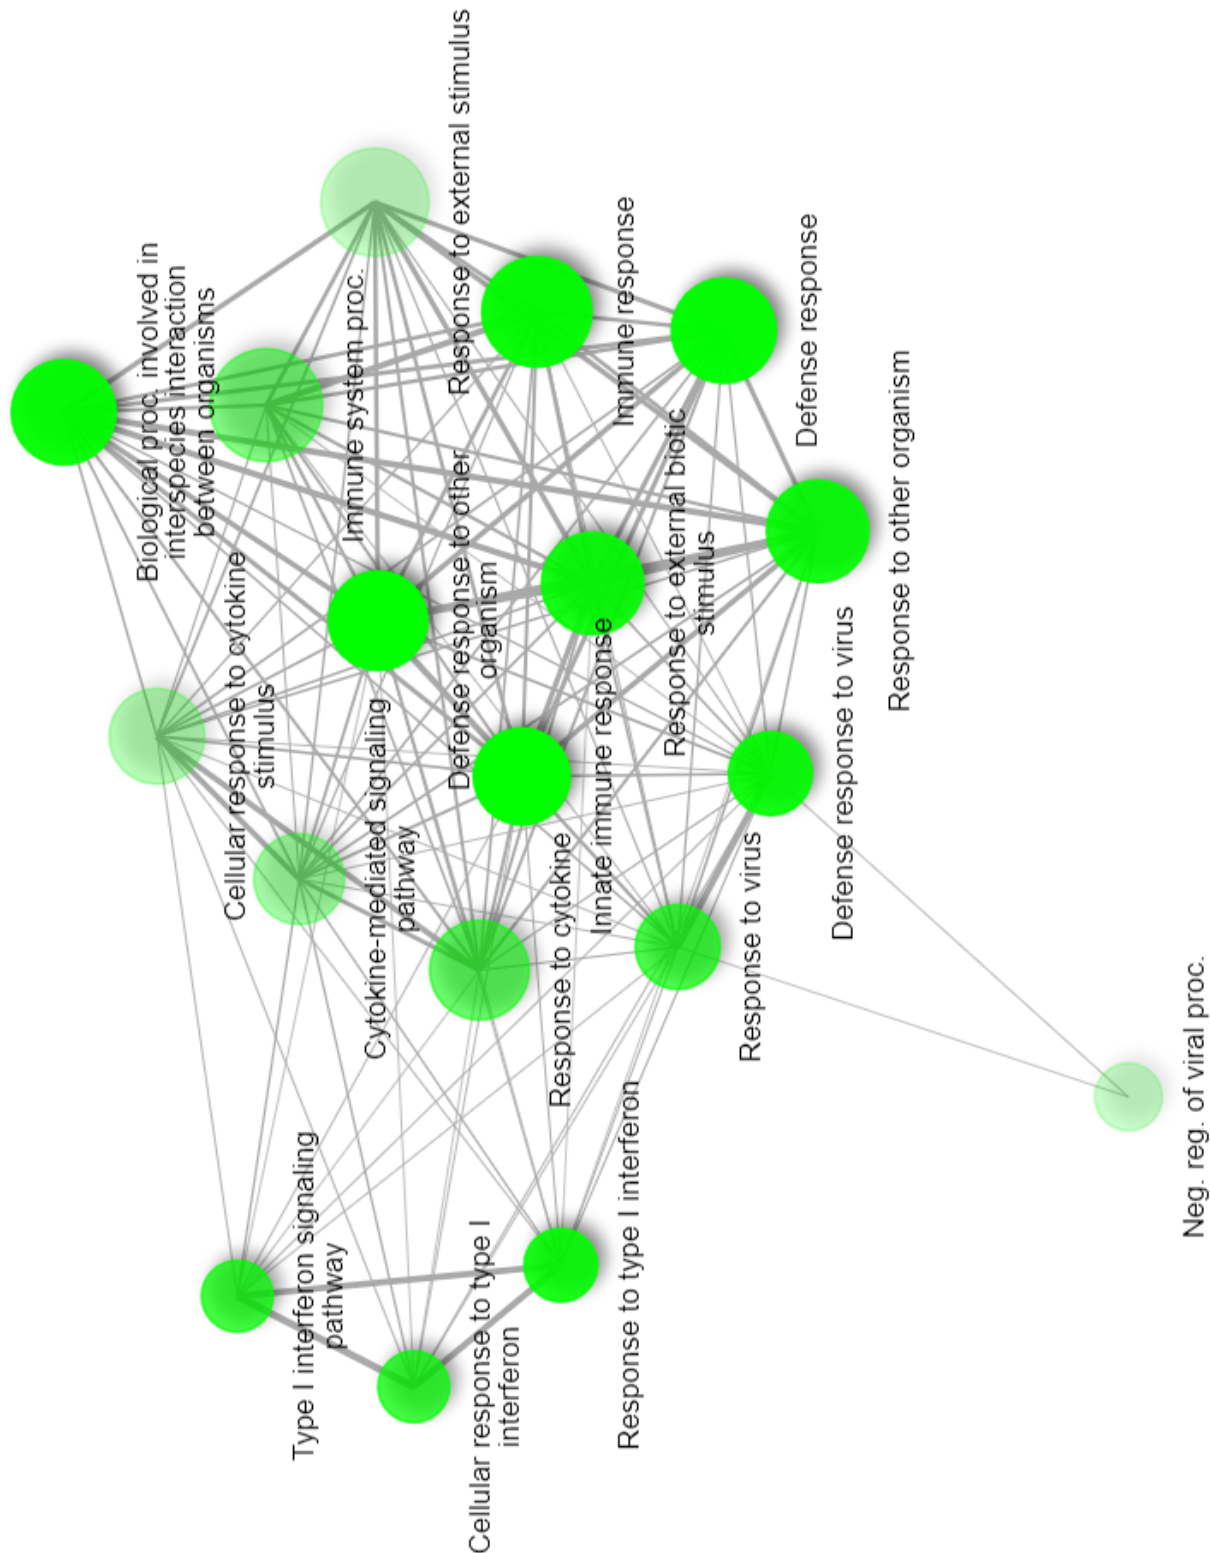 Biological proc. involved in
interspecies interaction
between organisms
Immune system proc.
Response to external stimulus
Immune response
Defense response
Response to other organism
Response to external biotic
stimulus
Defense response to other
organism
Cellular response to cytokine
stimulus
Cytokine-mediated signaling
pathway
Innate immune response
Response to cytokine
Defense response to virus
Response to virus
Type I interferon signaling
pathway
Cellular response to type I
interferon
Response to type I interferon
Neg. reg. of viral proc.